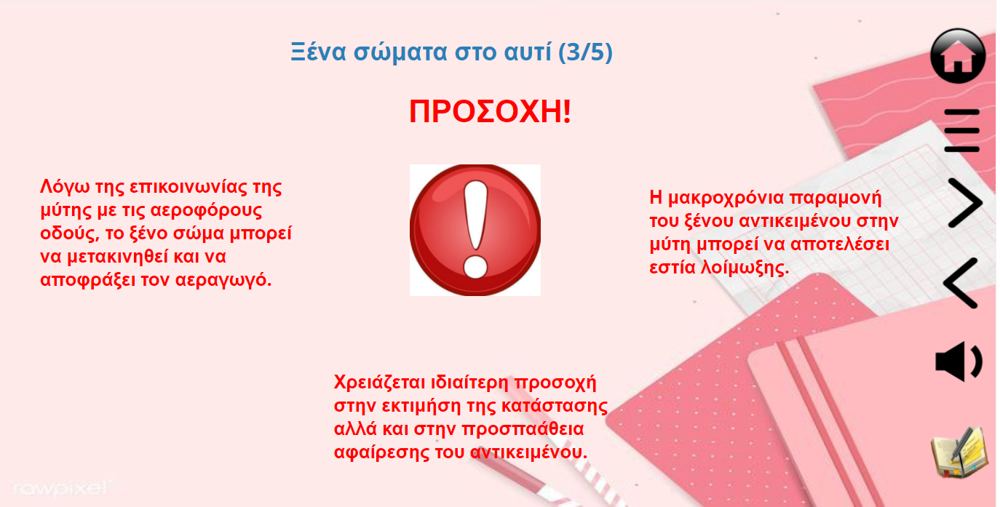 Ξένα σώματα στο αυτί (3/5)
ΠΡΟΣΟΧΗ!
Λόγω της επικοινωνίας της
μύτης με τις αεροφόρους
οδούς, το ξένο σώμα μπορεί
να μετακινηθεί και να
αποφράξει τον αεραγωγό.
Η μακροχρόνια παραμονή
του ξένου αντικειμένου στην
μύτη μπορεί να αποτελέσει
εστία λοίμωξης.
Χρειάζεται ιδιαίτερη προσοχή
στην εκτιμήση της κατάστασης
αλλά και στην προσπαάθεια
αφαίρεσης του αντικειμένου.
rawpixel